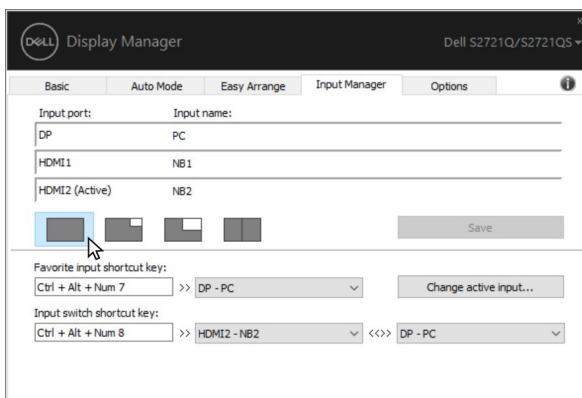 DELL Display Manager Dell S2721Q/S2721QS
Basic Auto Mode Easy Arrange Input Manager Options
Input port: Input name:
DP PC
HDMI1 NB1
HDMI2 (Active) NB2
Save
Favorite input shortcut key:
Ctrl + Alt + Num 7 >> DP - PC Change active input...
Input switch shortcut key:
Ctrl + Alt + Num 8 >> HDMI2 - NB2 <<>> DP - PC